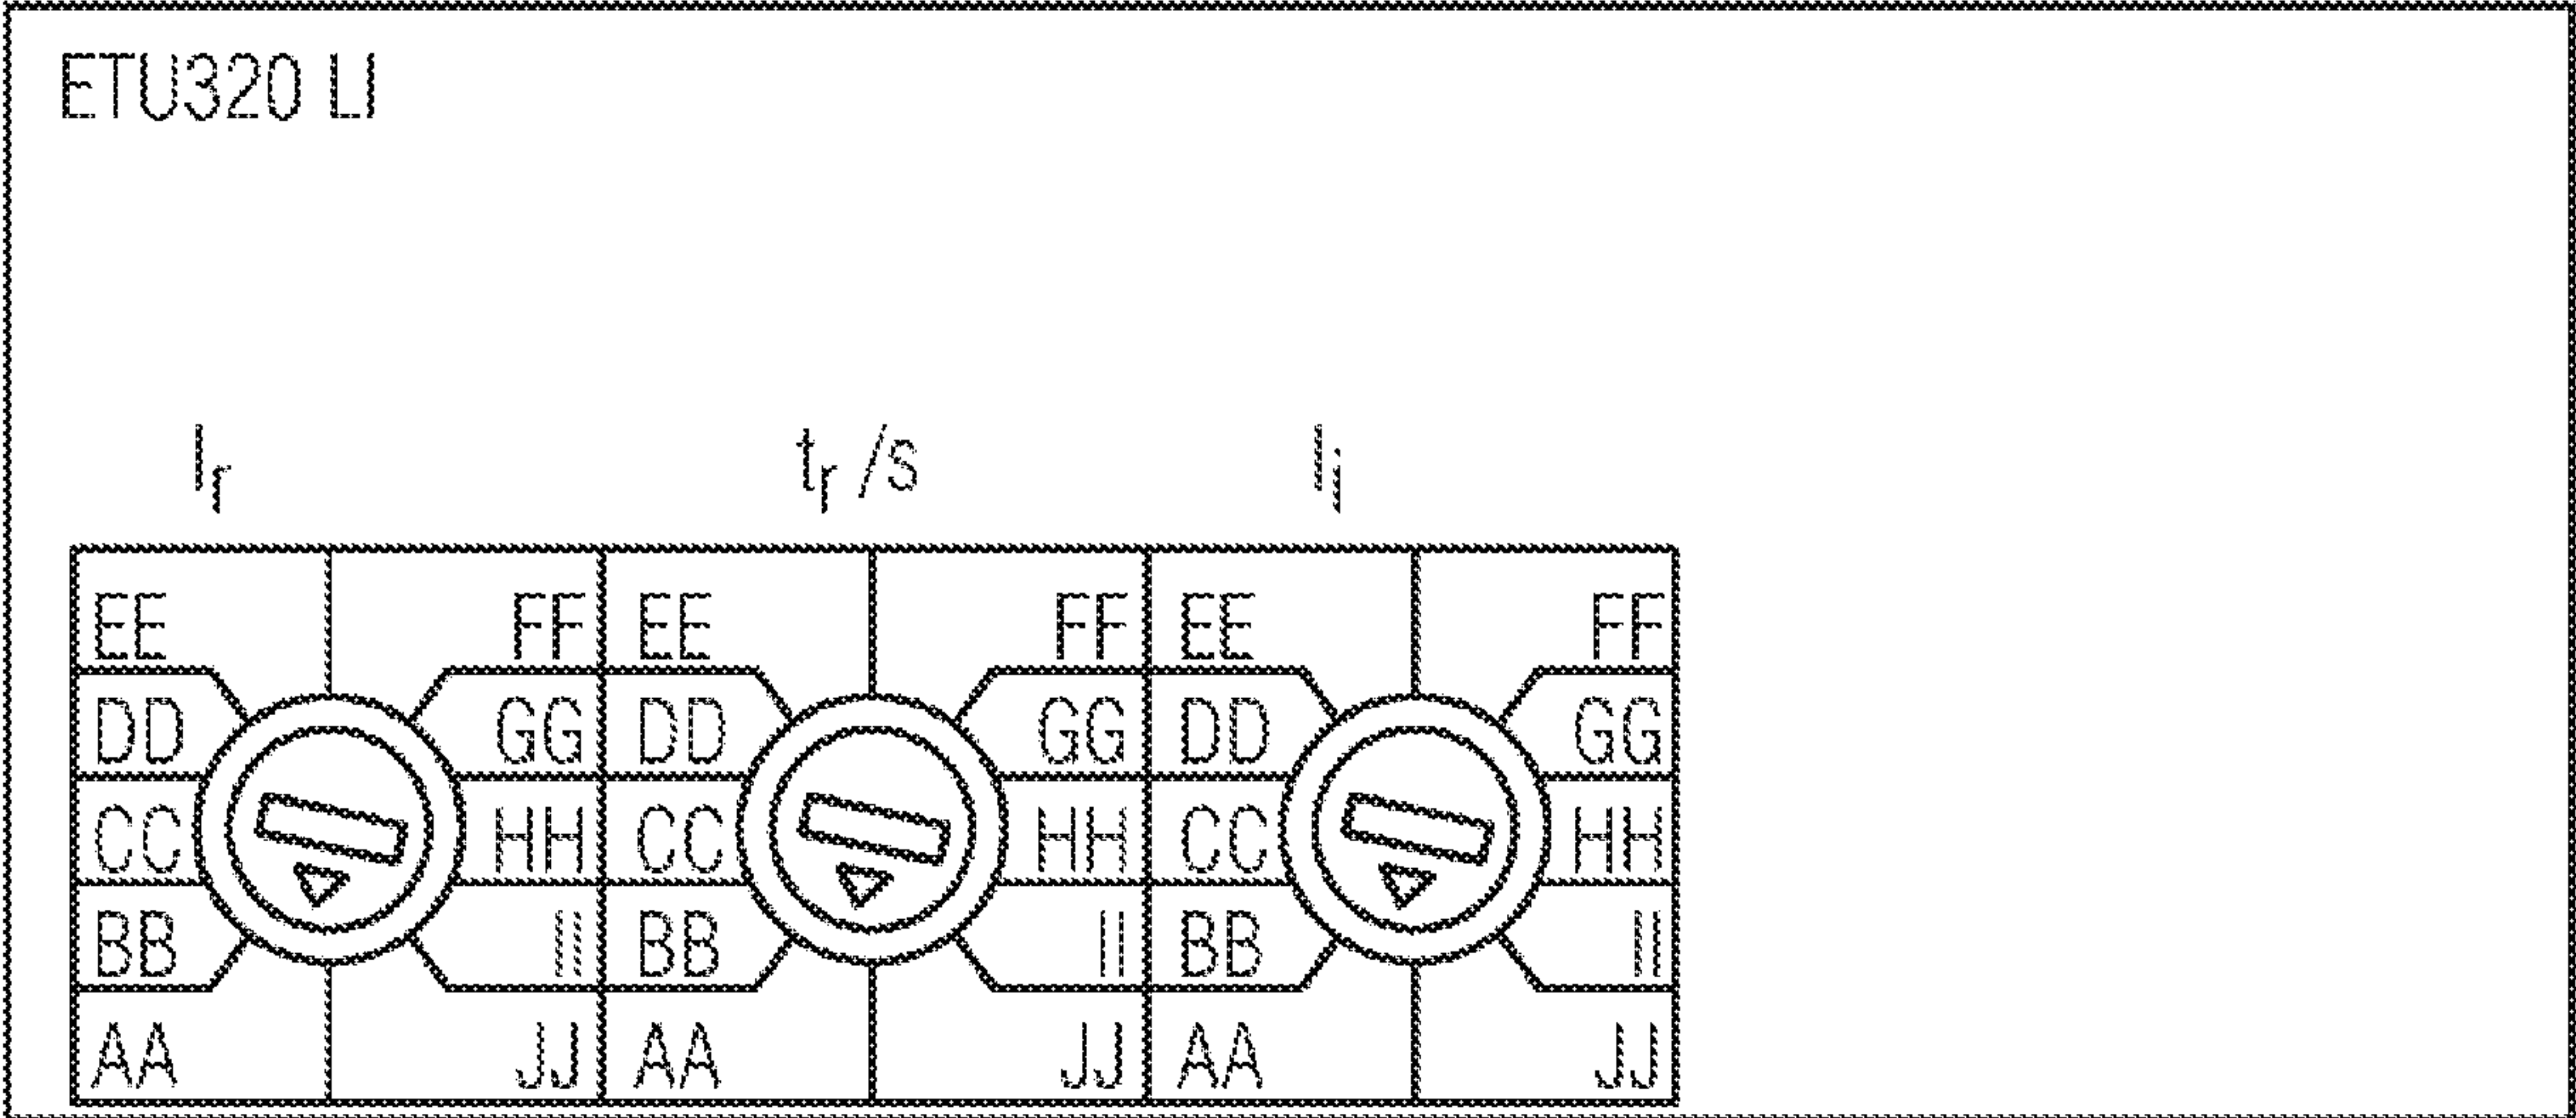 ETU320 LI
Ir tr /s Ii
EE FF EE FF EE FF
DD GG DD GG DD GG
CC HH CC HH CC HH
BB II BB II BB II
AA JJ AA JJ AA JJ